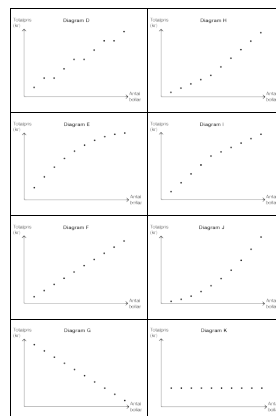 Diagram D
Totalpris
(kr)
Antal
bollar
Diagram H
Totalpris
(kr)
Antal
bollar
Diagram E
Totalpris
(kr)
Antal
bollar
Diagram I
Totalpris
(kr)
Antal
bollar
Diagram F
Totalpris
(kr)
Antal
bollar
Diagram J
Totalpris
(kr)
Antal
bollar
Diagram G
Totalpris
(kr)
Antal
bollar
Diagram K
Totalpris
(kr)
Antal
bollar